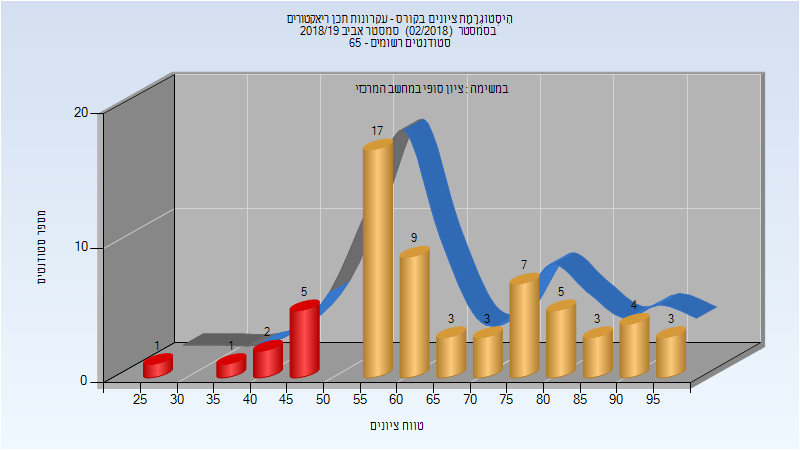 היסטוגרמת ציונים בקורס - עקרונות תכן ריאקטורים
בסמסטר (02/2018) סמסטר אביב 2018/19
סטודנטים רשומים - 65
במשימה : ציון סופי במחשב המרכזי
מספר סטודנטים
20
10
0
1
1
2
5
17
9
3
3
7
5
3
4
3
25 30 35 40 45 50 55 60 65 70 75 80 85 90 95
טווח ציונים